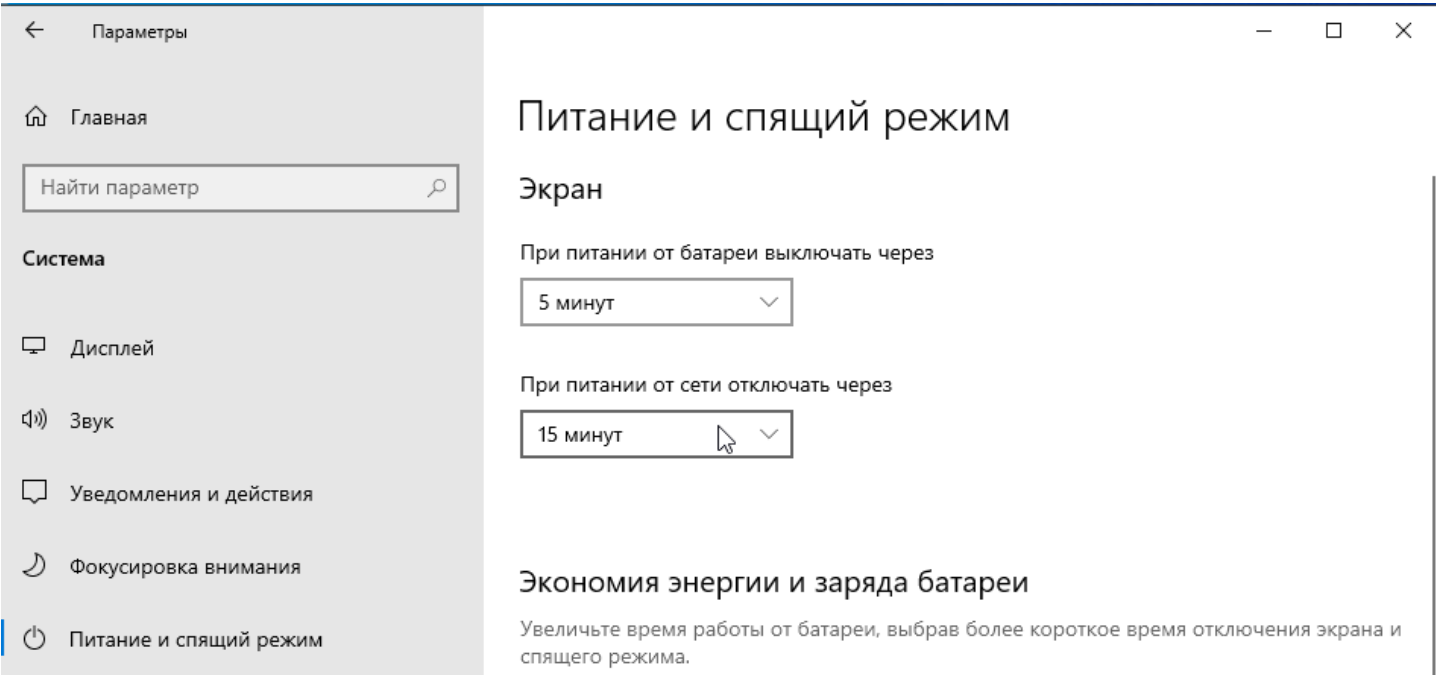 Параметры
Главная
Найти параметр
Система
Дисплей
Звук
Уведомления и действия
Фокусировка внимания
Питание и спящий режим
Питание и спящий режим
Экран
При питании от батареи выключать через
5 минут
При питании от сети отключать через
15 минут
Экономия энергии и заряда батареи
Увеличьте время работы от батареи, выбрав более короткое время отключения экрана и
спящего режима.